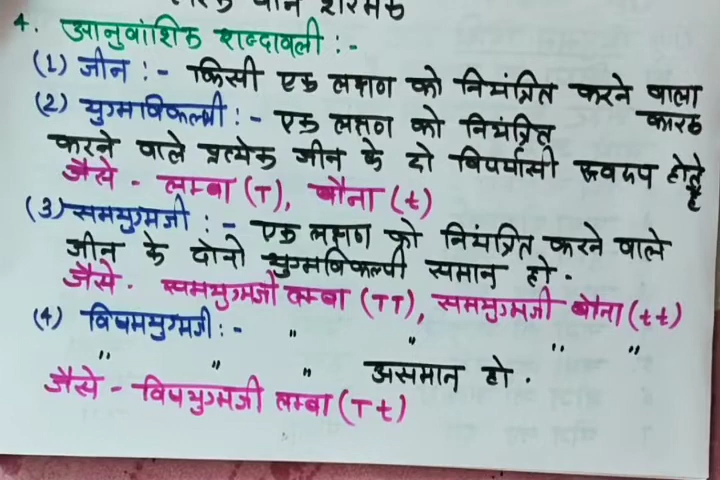 4. आनुवांशिक शब्दावली :-
(1) जीन :- किसी एक लक्षण को नियंत्रित करने वाला
कारक
(2) युग्मविकल्पी :- एक लक्षण को नियंत्रित
करने वाले प्रत्येक जीन के दो विपर्यासी स्वरूप होते
है
जैसे - लम्बा (T), बौना (t)
(3) समयुग्मजी :- एक लक्षण को नियंत्रित करने वाले
जीन के दोनो युग्मविकल्पी समान हो .
जैसे - समयुग्मजी लम्बा (TT), समयुग्मजी बौना (tt)
(4) विषमयुग्मजी :- " " " "
" " " असमान हो .
जैसे - विषयुग्मजी लम्बा (Tt)